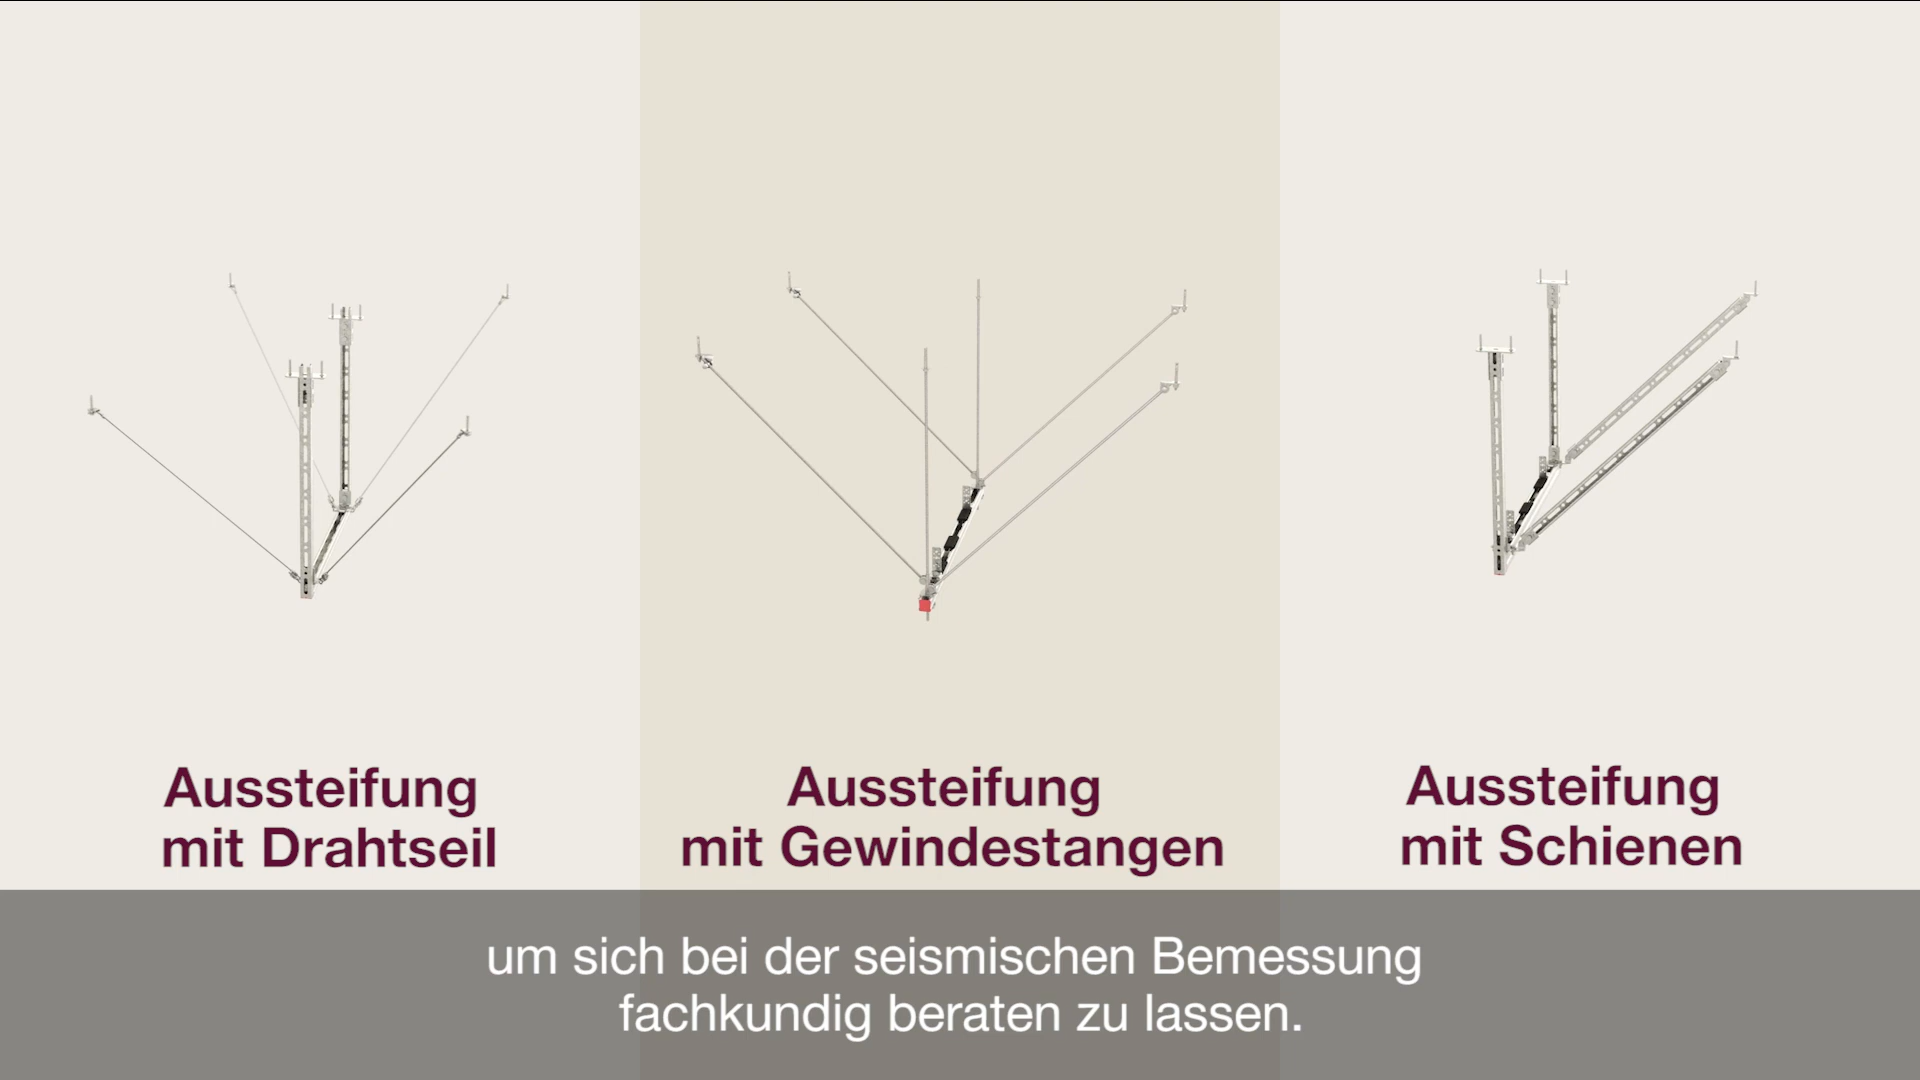 Aussteifung
mit Drahtseil
Aussteifung
mit Gewindestangen
Aussteifung
mit Schienen
um sich bei der seismischen Bemessung
fachkundig beraten zu lassen.